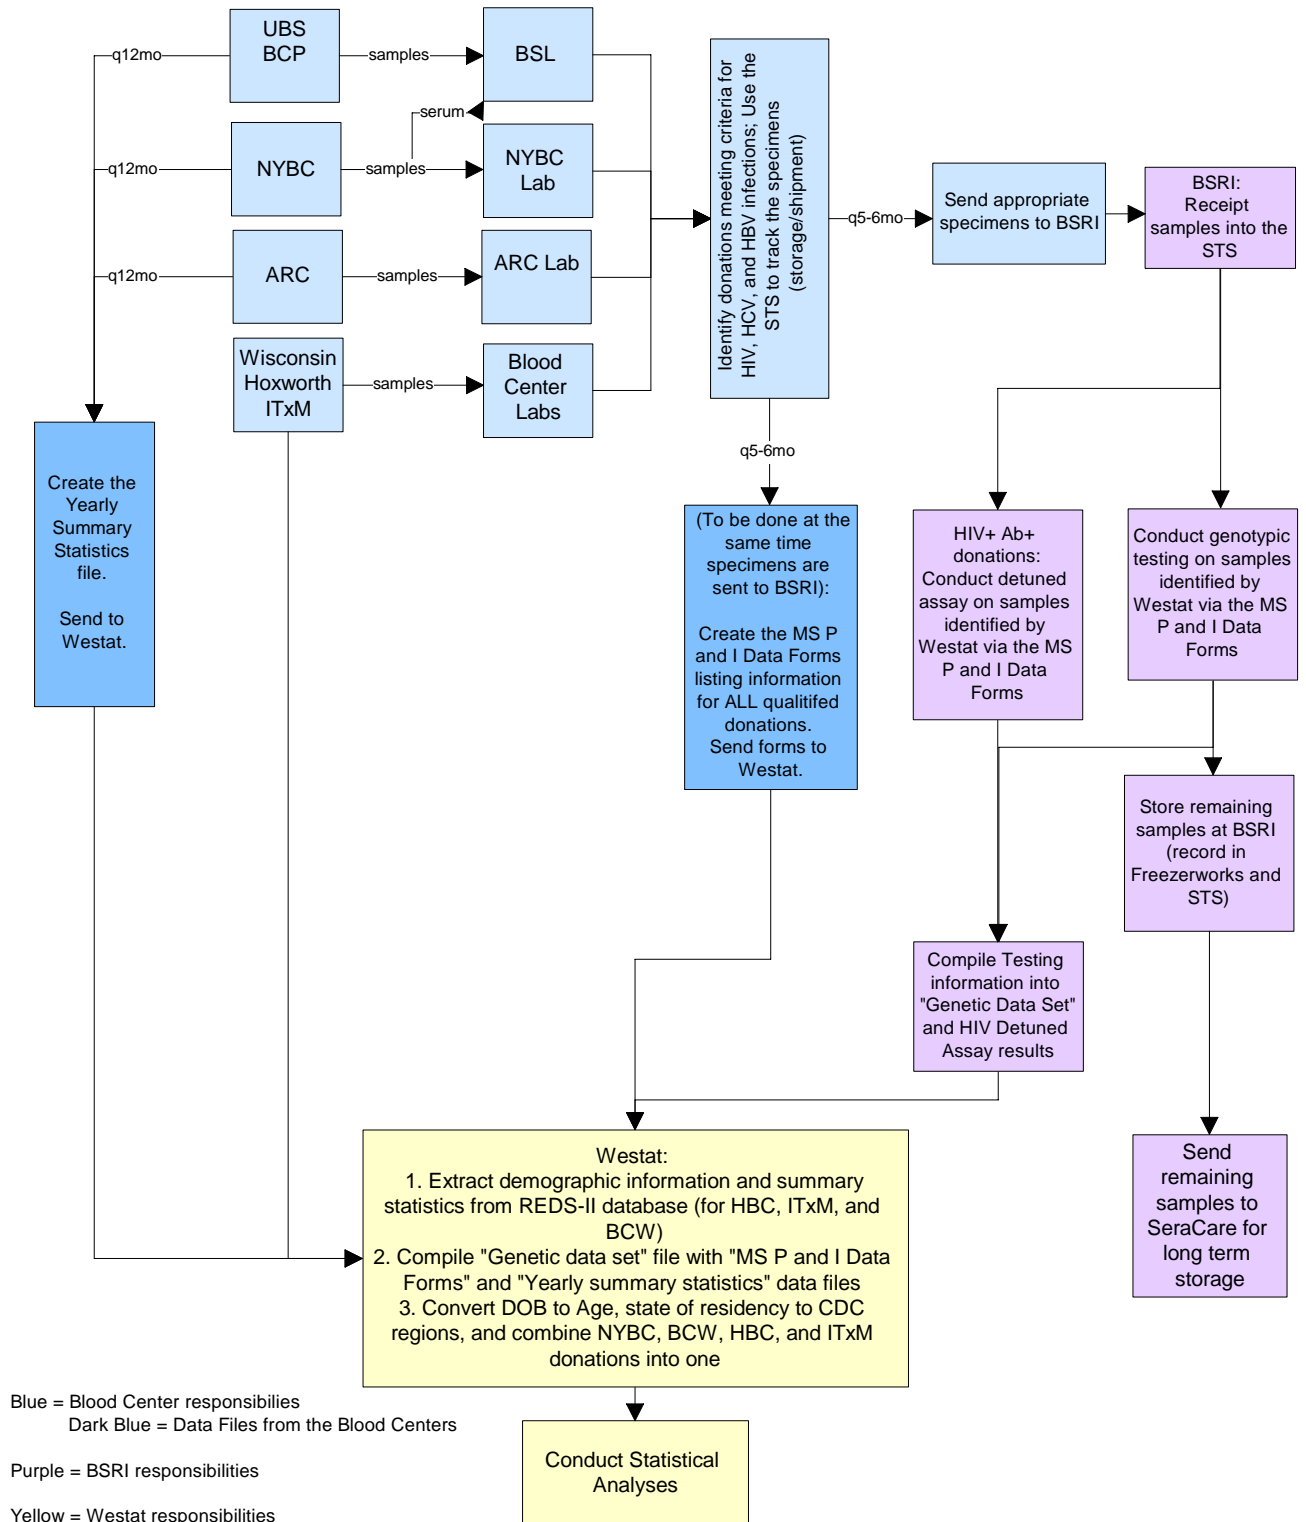 UBS
BCP
q12mo
samples
BSL
serum
NYBC
q12mo
samples
NYBC
Lab
ARC
q12mo
samples
ARC Lab
Wisconsin
Hoxworth
ITxM
samples
Blood
Center
Labs
Identify donations meeting criteria for
HIV, HCV, and HBV infections; Use the
STS to track the specimens
(storage/shipment)
q5-6mo
Send appropriate
specimens to BSRI
BSRI:
Receipt
samples into the
STS
q5-6mo
Create the
Yearly
Summary
Statistics
file.
Send to
Westat.
(To be done at the
same time
specimens are
sent to BSRI):
Create the MS P
and I Data Forms
listing information
for ALL qualitifed
donations.
Send forms to
Westat.
HIV+ Ab+
donations:
Conduct detuned
assay on samples
identified by
Westat via the MS
P and I Data
Forms
Conduct genotypic
testing on samples
identified by
Westat via the MS
P and I Data
Forms
Store remaining
samples at BSRI
(record in
Freezerworks and
STS)
Compile Testing
information into
"Genetic Data Set"
and HIV Detuned
Assay results
Send
remaining
samples to
SeraCare for
long term
storage
Westat:
1. Extract demographic information and summary
statistics from REDS-II database (for HBC, ITxM, and
BCW)
2. Compile "Genetic data set" file with "MS P and I Data
Forms" and "Yearly summary statistics" data files
3. Convert DOB to Age, state of residency to CDC
regions, and combine NYBC, BCW, HBC, and ITxM
donations into one
Conduct Statistical
Analyses
Blue = Blood Center responsibilies
Dark Blue = Data Files from the Blood Centers
Purple = BSRI responsibilities
Yellow = Westat responsibilities